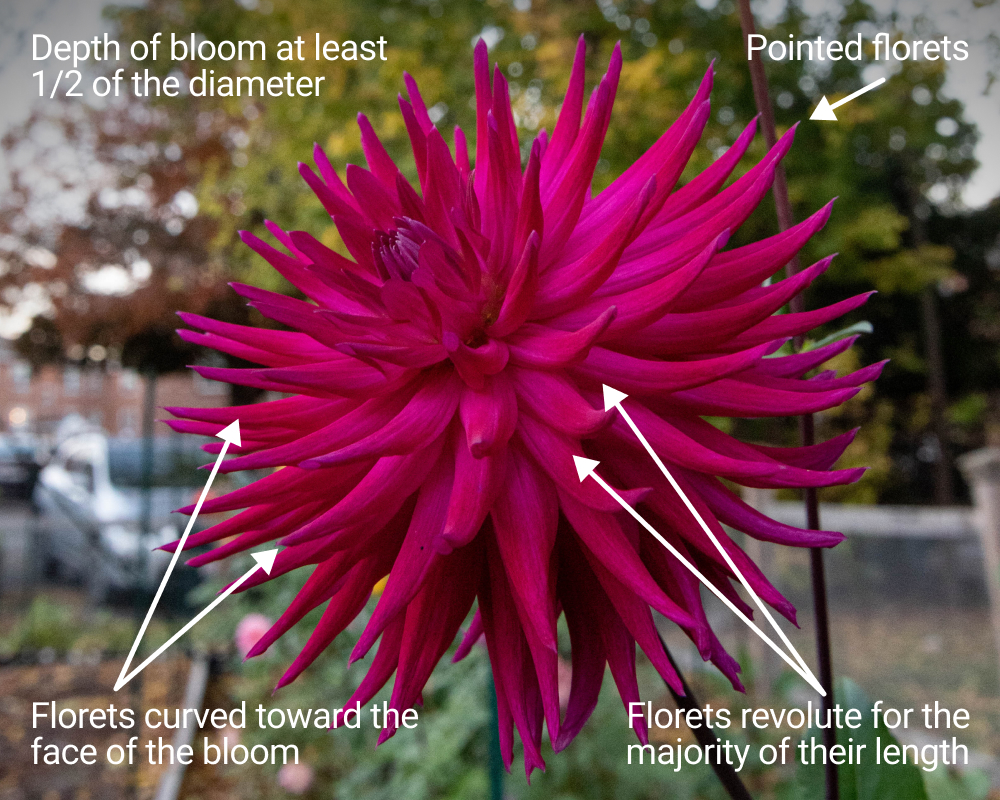 Depth of bloom at least
1/2 of the diameter
Pointed florets
Florets curved toward the
face of the bloom
Florets revolute for the
majority of their length